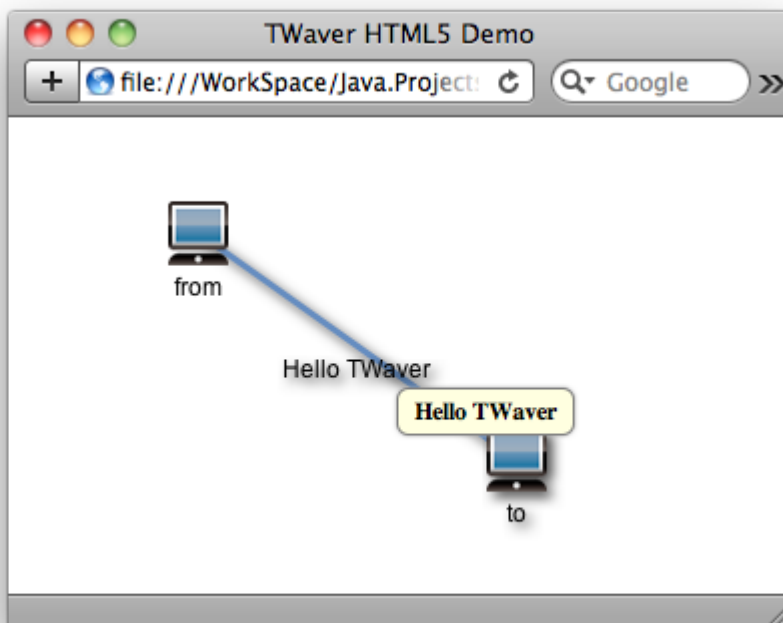 TWaver HTML5 Demo
file:///WorkSpace/Java.Project
Google
from
Hello TWaver
Hello TWaver
to